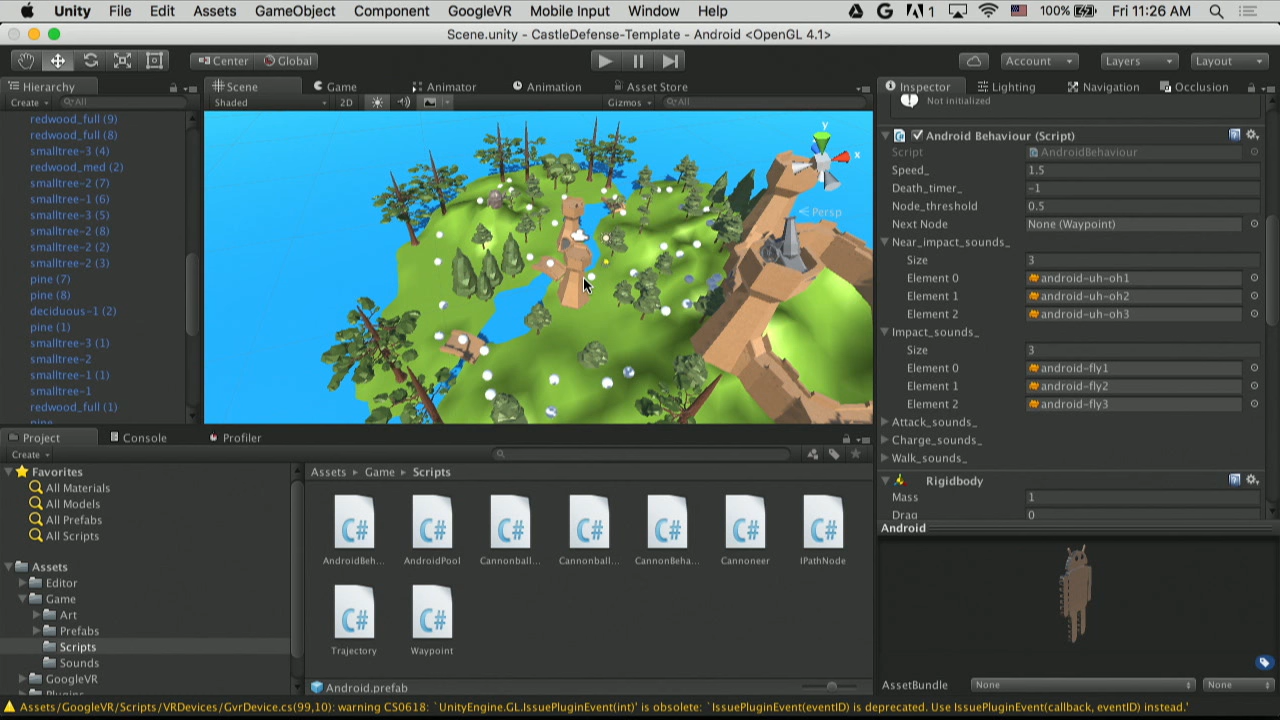 Unity File Edit Assets GameObject Component GoogleVR Mobile Input Window Help 1 100% Fri 11:26 AM
Scene.unity - CastleDefense-Template - Android <OpenGL 4.1>
Center Global Account Layers Layout
Hierarchy Scene Game Animator Animation Asset Store Inspector Lighting Navigation Occlusion
Create All Shaded 2D Gizmos All Not initialized
redwood_full (9)
redwood_full (8)
smalltree-3 (4)
redwood_med (2)
smalltree-2 (7)
smalltree-1 (6)
smalltree-3 (5)
smalltree-2 (8)
smalltree-2 (2)
smalltree-2 (3)
pine (7)
pine (8)
deciduous-1 (2)
pine (1)
smalltree-3 (1)
smalltree-2
smalltree-1 (1)
smalltree-1
redwood_full (1)
pine
y
x
Persp
Android Behaviour (Script)
Script AndroidBehaviour
Speed_ 1.5
Death_timer_ -1
Node_threshold 0.5
Next Node None (Waypoint)
Near_impact_sounds_
Size 3
Element 0 android-uh-oh1
Element 1 android-uh-oh2
Element 2 android-uh-oh3
Impact_sounds_
Size 3
Element 0 android-fly1
Element 1 android-fly2
Element 2 android-fly3
Attack_sounds_
Charge_sounds_
Walk_sounds_
Rigidbody
Mass 1
Drag 0
Android
AssetBundle None None
Project Console Profiler
Create
Favorites
All Materials
All Models
All Prefabs
All Scripts
Assets
Editor
Game
Art
Prefabs
Scripts
Sounds
GoogleVR
Plugins
Assets Game Scripts
AndroidBeh... AndroidPool Cannonball... Cannonball... CannonBeha... Cannoneer IPathNode
Trajectory Waypoint
Android.prefab
Assets/GoogleVR/Scripts/VRDevices/GvrDevice.cs(99,10): warning CS0618: `UnityEngine.GL.IssuePluginEvent(int)' is obsolete: `IssuePluginEvent(eventID) is deprecated. Use IssuePluginEvent(callback, eventID) instead.'